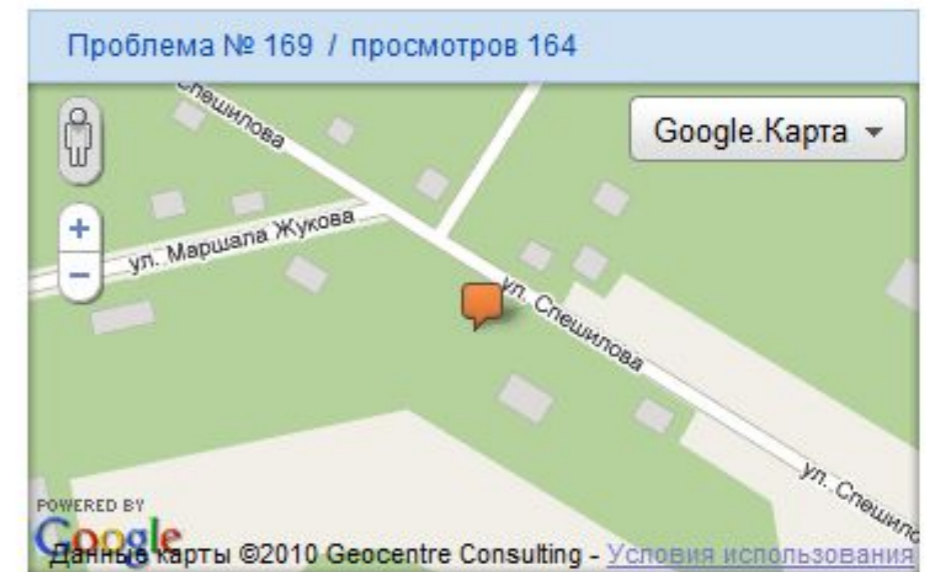 Проблема № 169 / просмотров 164
Спешилова
Google.Карта
ул. Маршала Жукова
ул. Спешилова
ул. Спешило
POWERED BY
Google
Данные карты ©2010 Geocentre Consulting - Условия использования